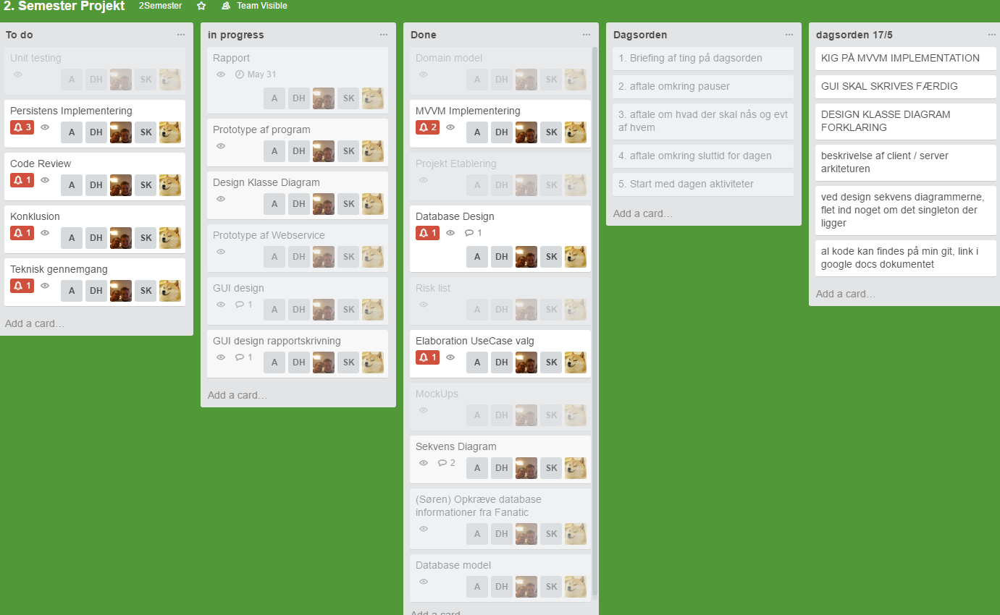 2. Semester Projekt 2Semester Team Visible
To do
Unit testing
A DH SK
Persistens Implementering
3
A DH SK
Code Review
1
A DH SK
Konklusion
1
A DH SK
Teknisk gennemgang
1
A DH SK
Add a card…
in progress
Rapport
May 31
A DH SK
Prototype af program
A DH SK
Design Klasse Diagram
A DH SK
Prototype af Webservice
A DH SK
GUI design
1
A DH SK
GUI design rapportskrivning
1
A DH SK
Add a card…
Done
Domain model
A DH SK
MVVM Implementering
2
A DH SK
Projekt Etablering
A DH SK
Database Design
1 1
A DH SK
Risk list
A DH SK
Elaboration UseCase valg
1
A DH SK
MockUps
A DH SK
Sekvens Diagram
2
A DH SK
(Søren) Opkræve database
informationer fra Fanatic
A DH SK
Database model
A DH SK
Add a card
Dagsorden
1. Briefing af ting på dagsorden
2. aftale omkring pauser
3. aftale om hvad der skal nås og evt
af hvem
4. aftale omkring sluttid for dagen
5. Start med dagen aktiviteter
Add a card…
dagsorden 17/5
KIG PÅ MVVM IMPLEMENTATION
GUI SKAL SKRIVES FÆRDIG
DESIGN KLASSE DIAGRAM
FORKLARING
beskrivelse af client / server
arkiteturen
ved design sekvens diagrammerne,
flet ind noget om det singleton der
ligger
al kode kan findes på min git, link i
google docs dokumentet
Add a card…